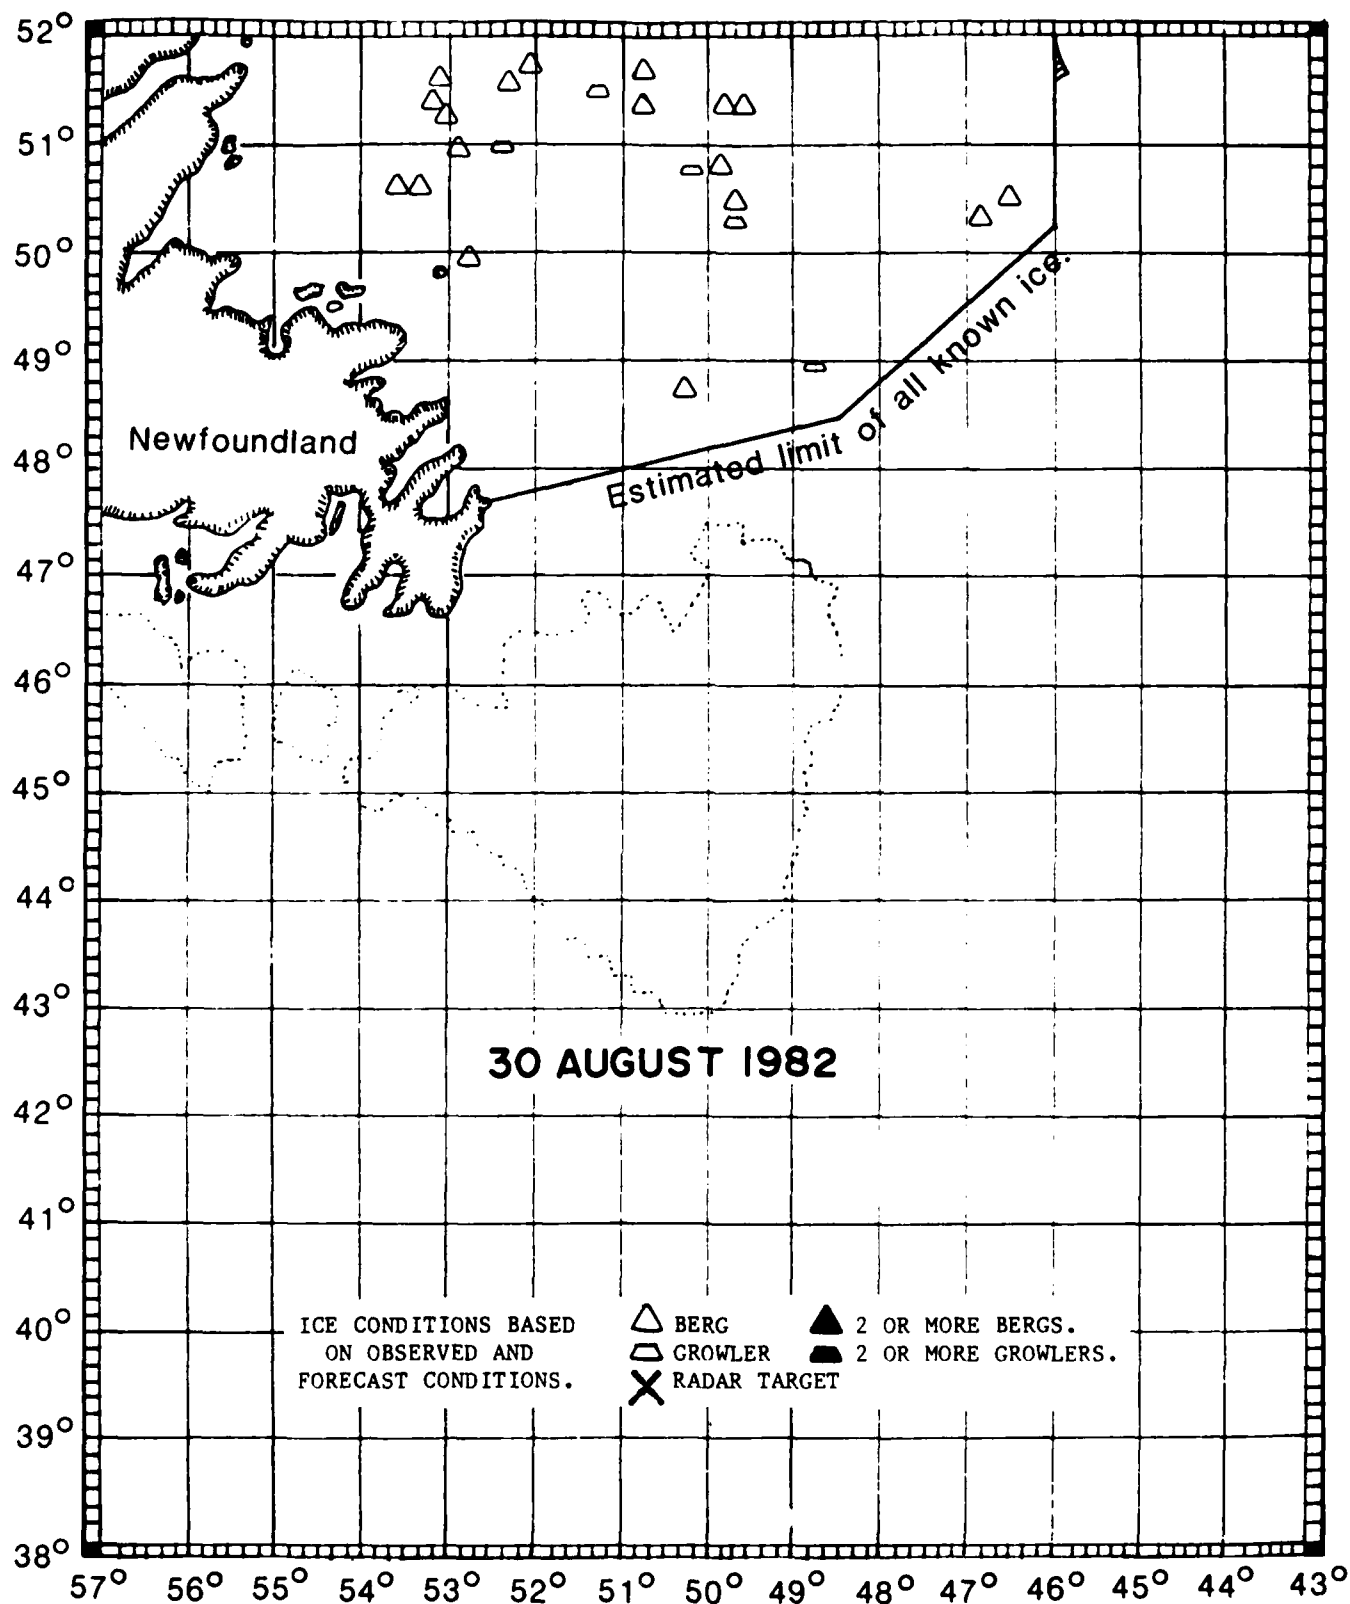 52°
51°
50°
49°
48°
47°
46°
45°
44°
43°
42°
41°
40°
39°
38°
Newfoundland
Estimated limit of all known ice.
30 AUGUST 1982
ICE CONDITIONS BASED
ON OBSERVED AND
FORECAST CONDITIONS.
BERG
GROWLER
RADAR TARGET
2 OR MORE BERGS.
2 OR MORE GROWLERS.
57° 56° 55° 54° 53° 52° 51° 50° 49° 48° 47° 46° 45° 44° 43°